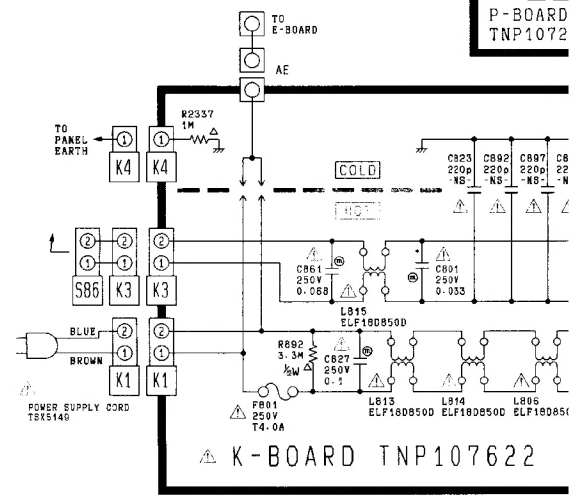 TO
E-BOARD
P-BOARD
TNP1072
AE
R2337
1M
TO
PANEL
EARTH
1
1
K4
K4
COLD
HOT
C823
220p
-NS-
C892
220p
-NS-
C897
220p
-NS-
2
2
2
1
1
1
S86
K3
K3
C861
250V
0.068
m
L815
ELF18D850D
m
C801
250V
0.033
BLUE
BROWN
2
2
1
1
K1
K1
POWER SUPPLY CORD
TSX5149
R892
3.3M
½W
C827
250V
0.1
m
F801
250V
T4.0A
L813
ELF18D850D
L814
ELF18D850D
L806
ELF18D850
K-BOARD TNP107622